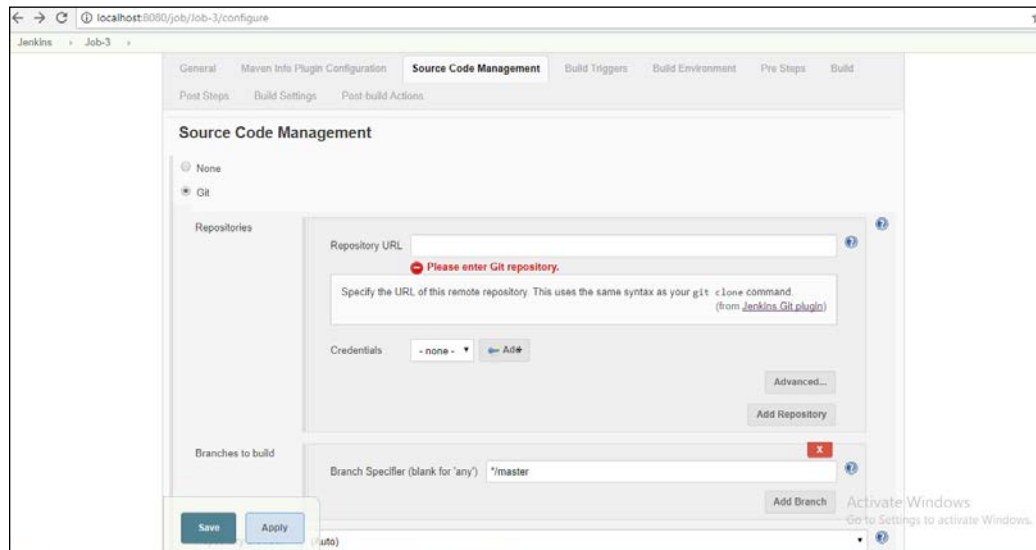 localhost:8080/job/Job-3/configure
Jenkins › Job-3 ›
General Maven Info Plugin Configuration Source Code Management Build Triggers Build Environment Pre Steps Build
Post Steps Build Settings Post-build Actions
Source Code Management
None
Git
Repositories
Repository URL
Please enter Git repository.
Specify the URL of this remote repository. This uses the same syntax as your git clone command.
(from Jenkins Git plugin)
Credentials - none - Add
Advanced...
Add Repository
Branches to build
X
Branch Specifier (blank for 'any') */master
Add Branch
Activate Windows
Go to Settings to activate Windows.
Save Apply
(Auto)